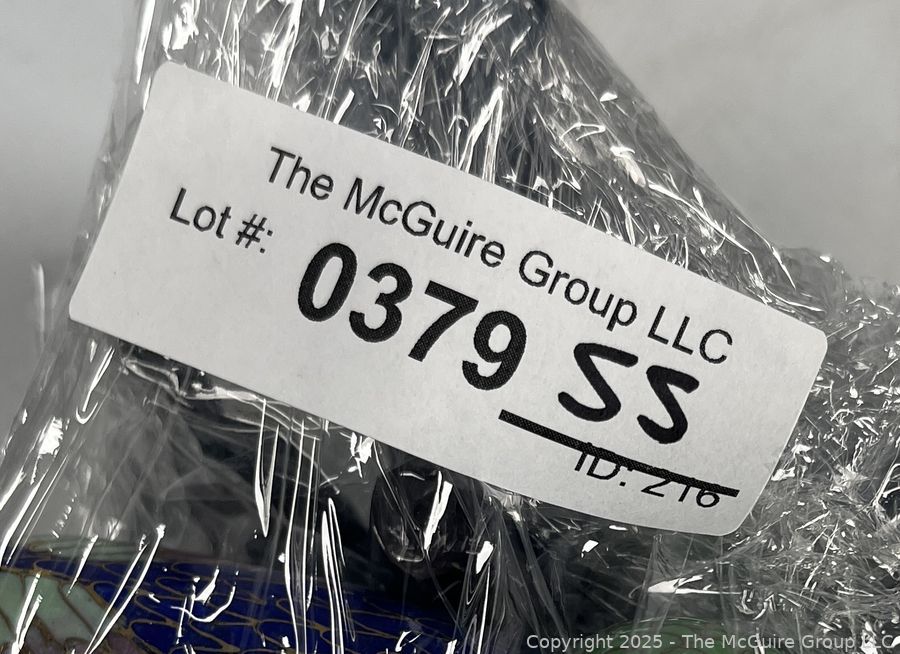 The McGuire Group LLC
Lot #:
0379 SS
ID: 216
Copyright 2025 - The McGuire Group LLC